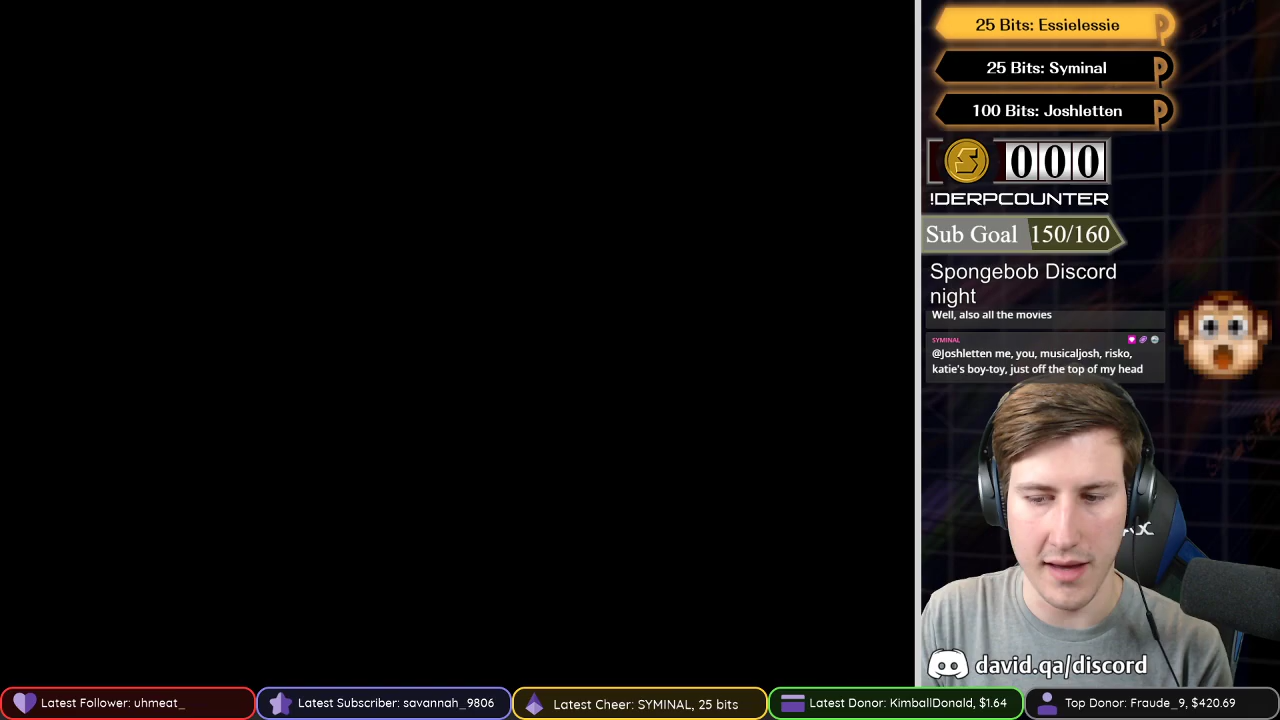 25 Bits: Essielessie
25 Bits: Syminal
100 Bits: Joshletten
000
!DERPCOUNTER
Sub Goal 150/160
Spongebob Discord
night
Well, also all the movies
SYMINAL
@Joshletten me, you, musicaljosh, risko,
katie's boy-toy, just off the top of my head
david.qa/discord
Latest Follower: uhmeat_
Latest Subscriber: savannah_9806
Latest Cheer: SYMINAL, 25 bits
Latest Donor: KimballDonald, $1.64
Top Donor: Fraude_9, $420.69